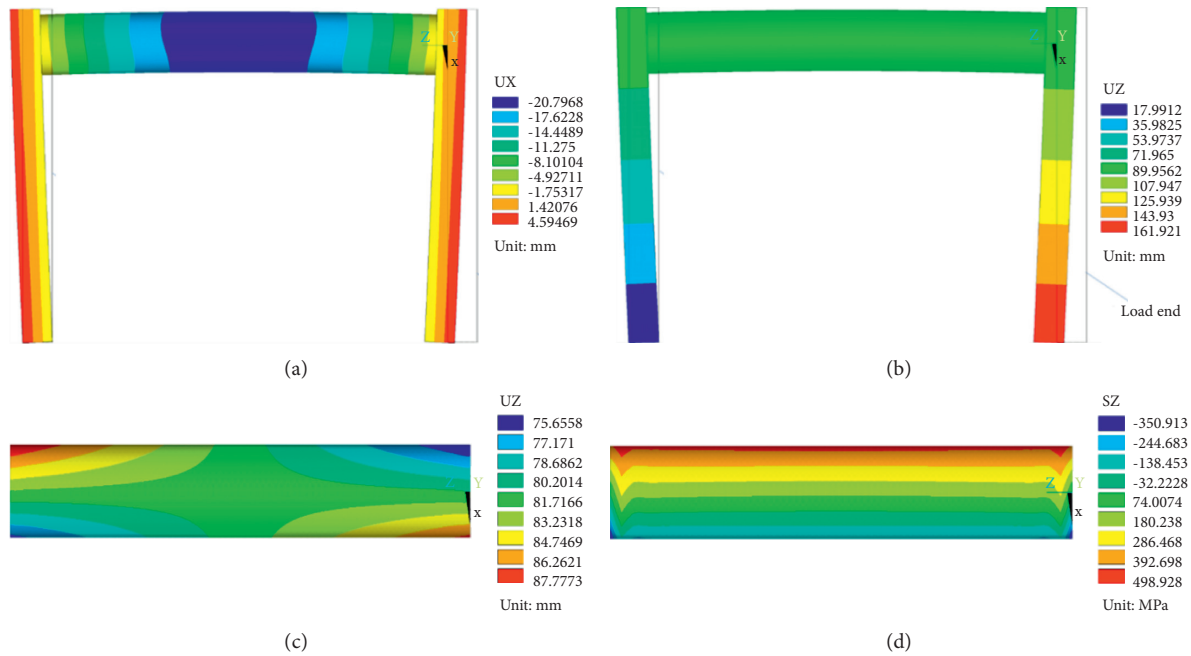 Z Y
x
UX
-20.7968
-17.6228
-14.4489
-11.275
-8.10104
-4.92711
-1.75317
1.42076
4.59469
Unit: mm
(a)
Z Y
x
UZ
17.9912
35.9825
53.9737
71.965
89.9562
107.947
125.939
143.93
161.921
Unit: mm
Load end
(b)
Z Y
x
UZ
75.6558
77.171
78.6862
80.2014
81.7166
83.2318
84.7469
86.2621
87.7773
Unit: mm
(c)
Z Y
x
SZ
-350.913
-244.683
-138.453
-32.2228
74.0074
180.238
286.468
392.698
498.928
Unit: MPa
(d)